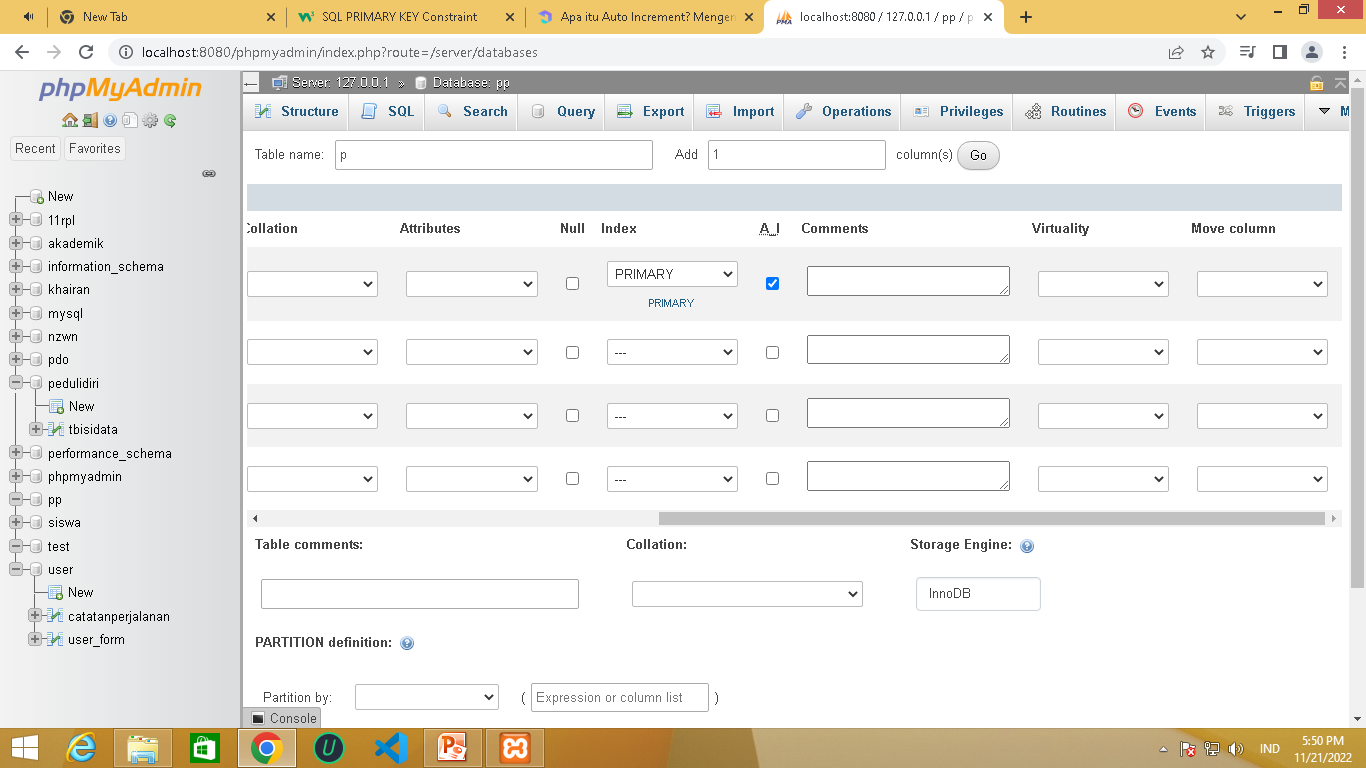 New Tab
SQL PRIMARY KEY Constraint
Apa itu Auto Increment? Mengen
localhost:8080 / 127.0.0.1 / pp / p
localhost:8080/phpmyadmin/index.php?route=/server/databases
phpMyAdmin
Recent
Favorites
New
11rpl
akademik
information_schema
khairan
mysql
nzwn
pdo
pedulidiri
New
tbisidata
performance_schema
phpmyadmin
pp
siswa
test
user
New
catatanperjalanan
user_form
Server: 127.0.0.1 » Database: pp
Structure SQL Search Query Export Import Operations Privileges Routines Events Triggers M
Table name: p Add 1 column(s) Go
Collation Attributes Null Index A_I Comments Virtuality Move column
PRIMARY
PRIMARY
---
---
---
Table comments: Collation: Storage Engine:
InnoDB
PARTITION definition:
Partition by: ( Expression or column list )
Console
IND
5:50 PM
11/21/2022